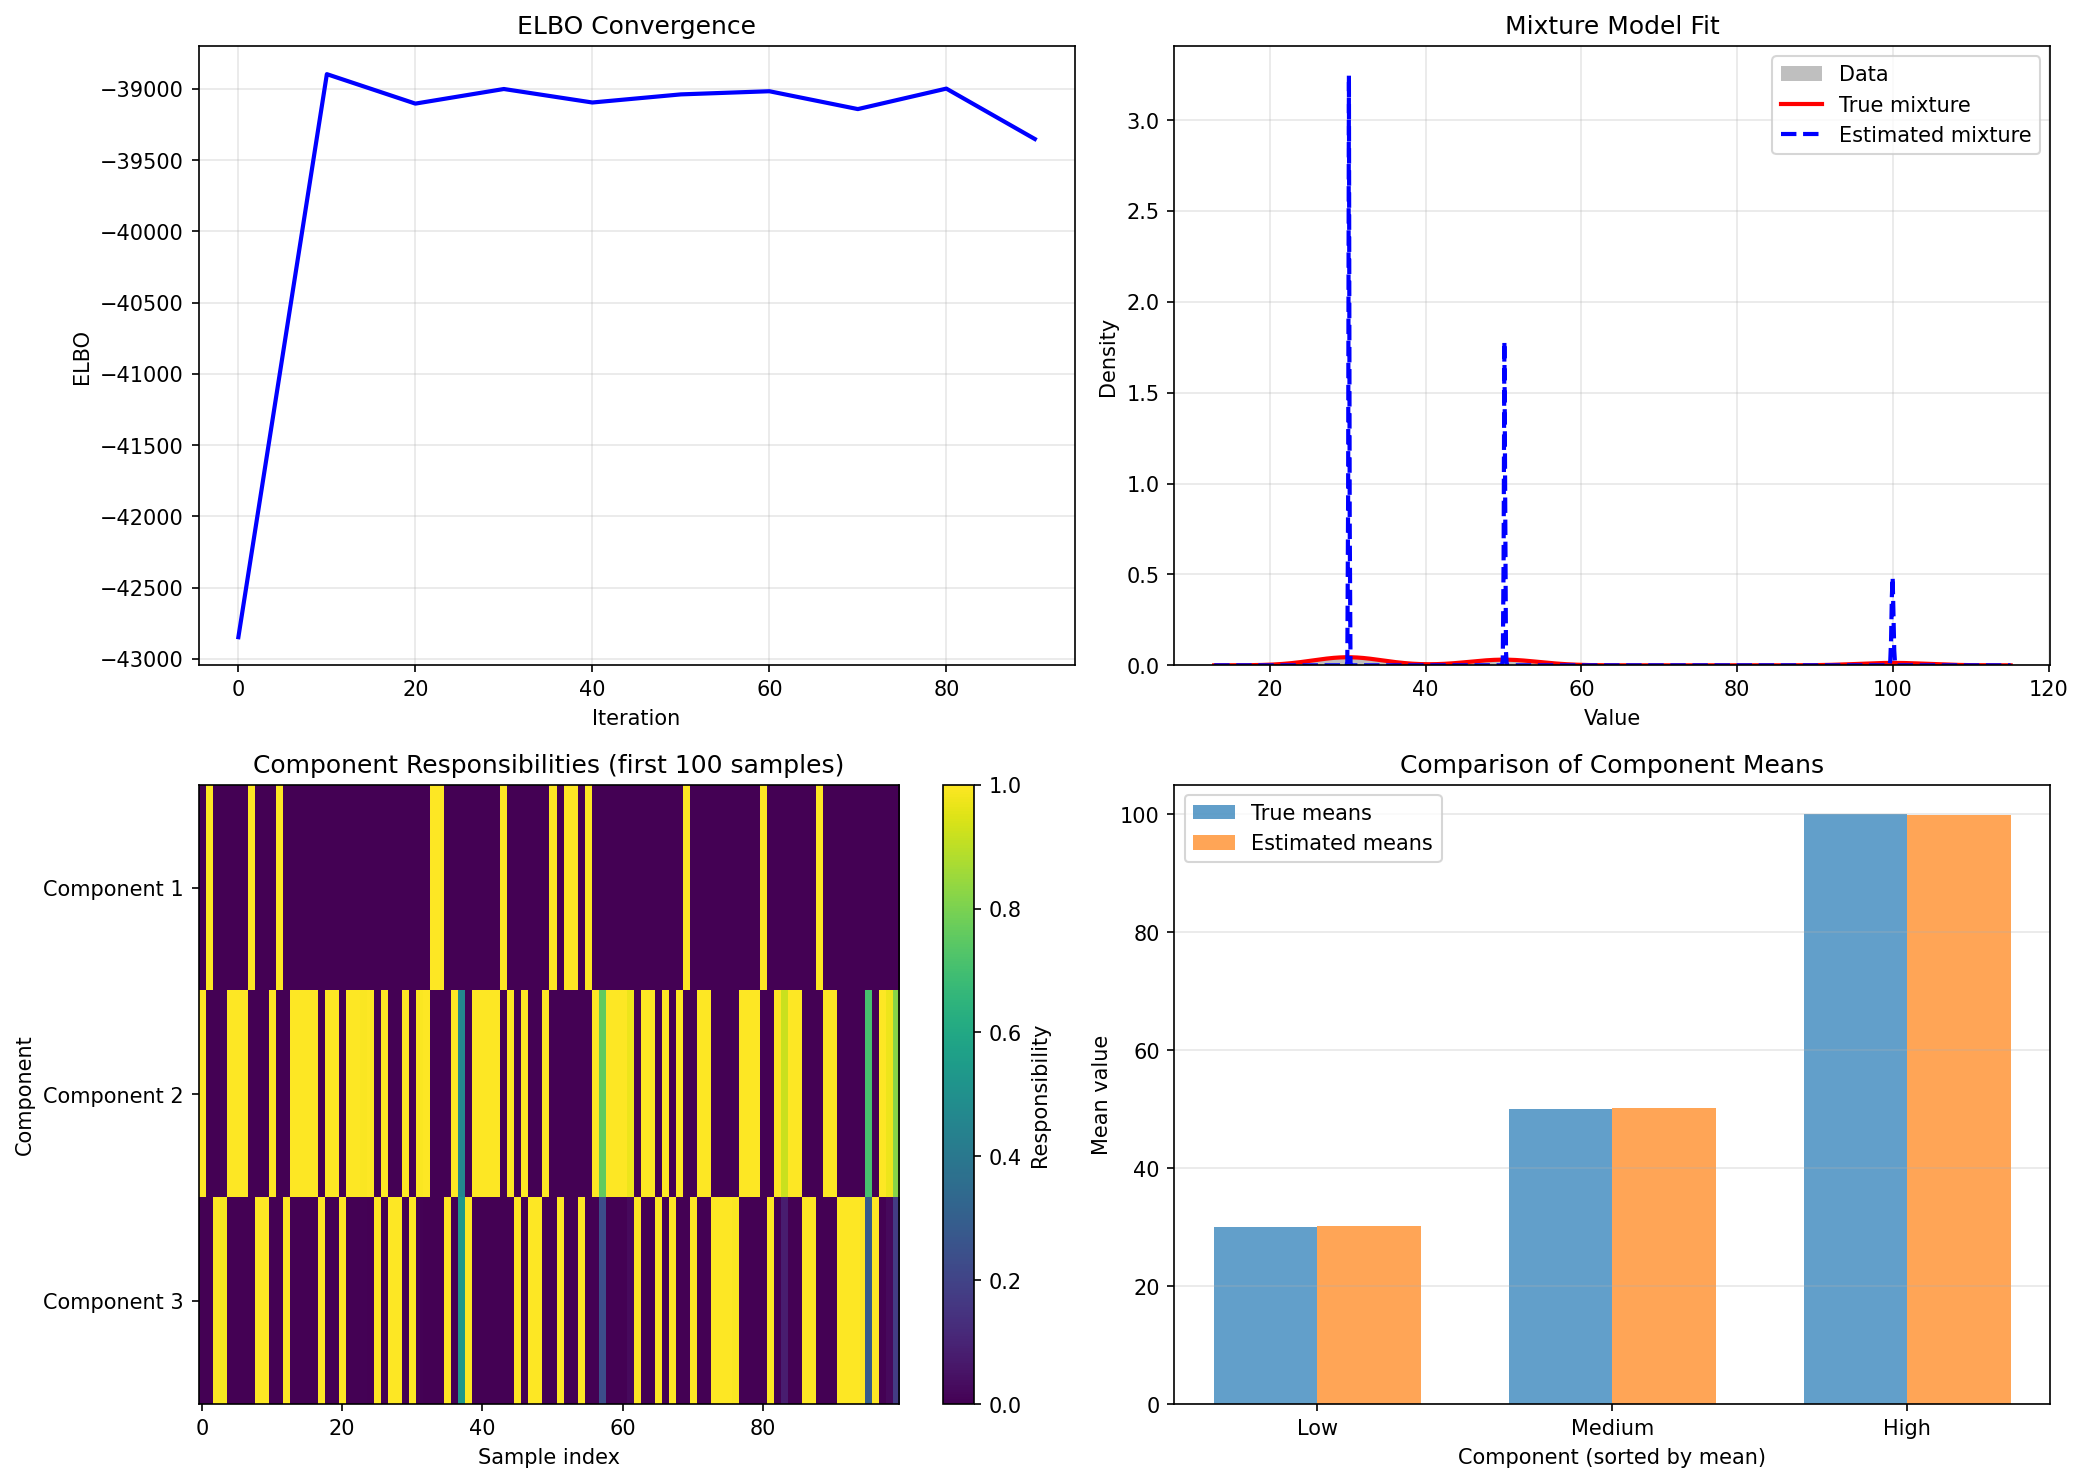 ELBO Convergence
ELBO
−39000
−39500
−40000
−40500
−41000
−41500
−42000
−42500
−43000
0 20 40 60 80
Iteration
Mixture Model Fit
Data
True mixture
Estimated mixture
Density
3.0
2.5
2.0
1.5
1.0
0.5
0.0
20 40 60 80 100 120
Value
Component Responsibilities (first 100 samples)
Component
Component 1
Component 2
Component 3
0 20 40 60 80
Sample index
1.0
0.8
0.6
0.4
0.2
0.0
Responsibility
Comparison of Component Means
True means
Estimated means
Mean value
100
80
60
40
20
0
Low Medium High
Component (sorted by mean)